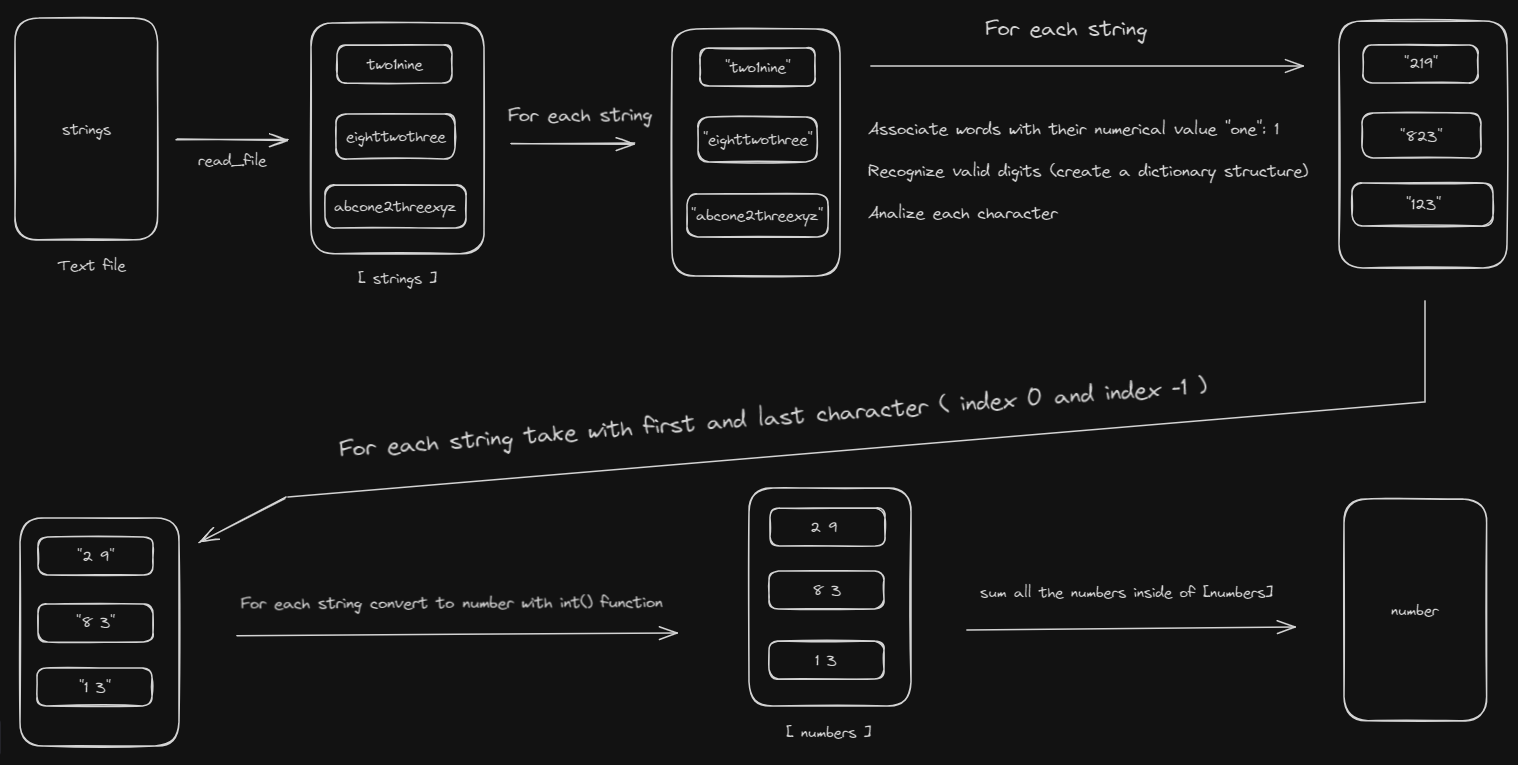 strings
Text file
read_file
two1nine
eighttwothree
abcone2threexyz
[ strings ]
For each string
"two1nine"
"eighttwothree"
"abcone2threexyz"
For each string
Associate words with their numerical value "one": 1
Recognize valid digits (create a dictionary structure)
Analize each character
"219"
"823"
"123"
For each string take with first and last character ( index 0 and index -1 )
"2 9"
"8 3"
"1 3"
For each string convert to number with int() function
2 9
8 3
1 3
[ numbers ]
sum all the numbers inside of [numbers]
number